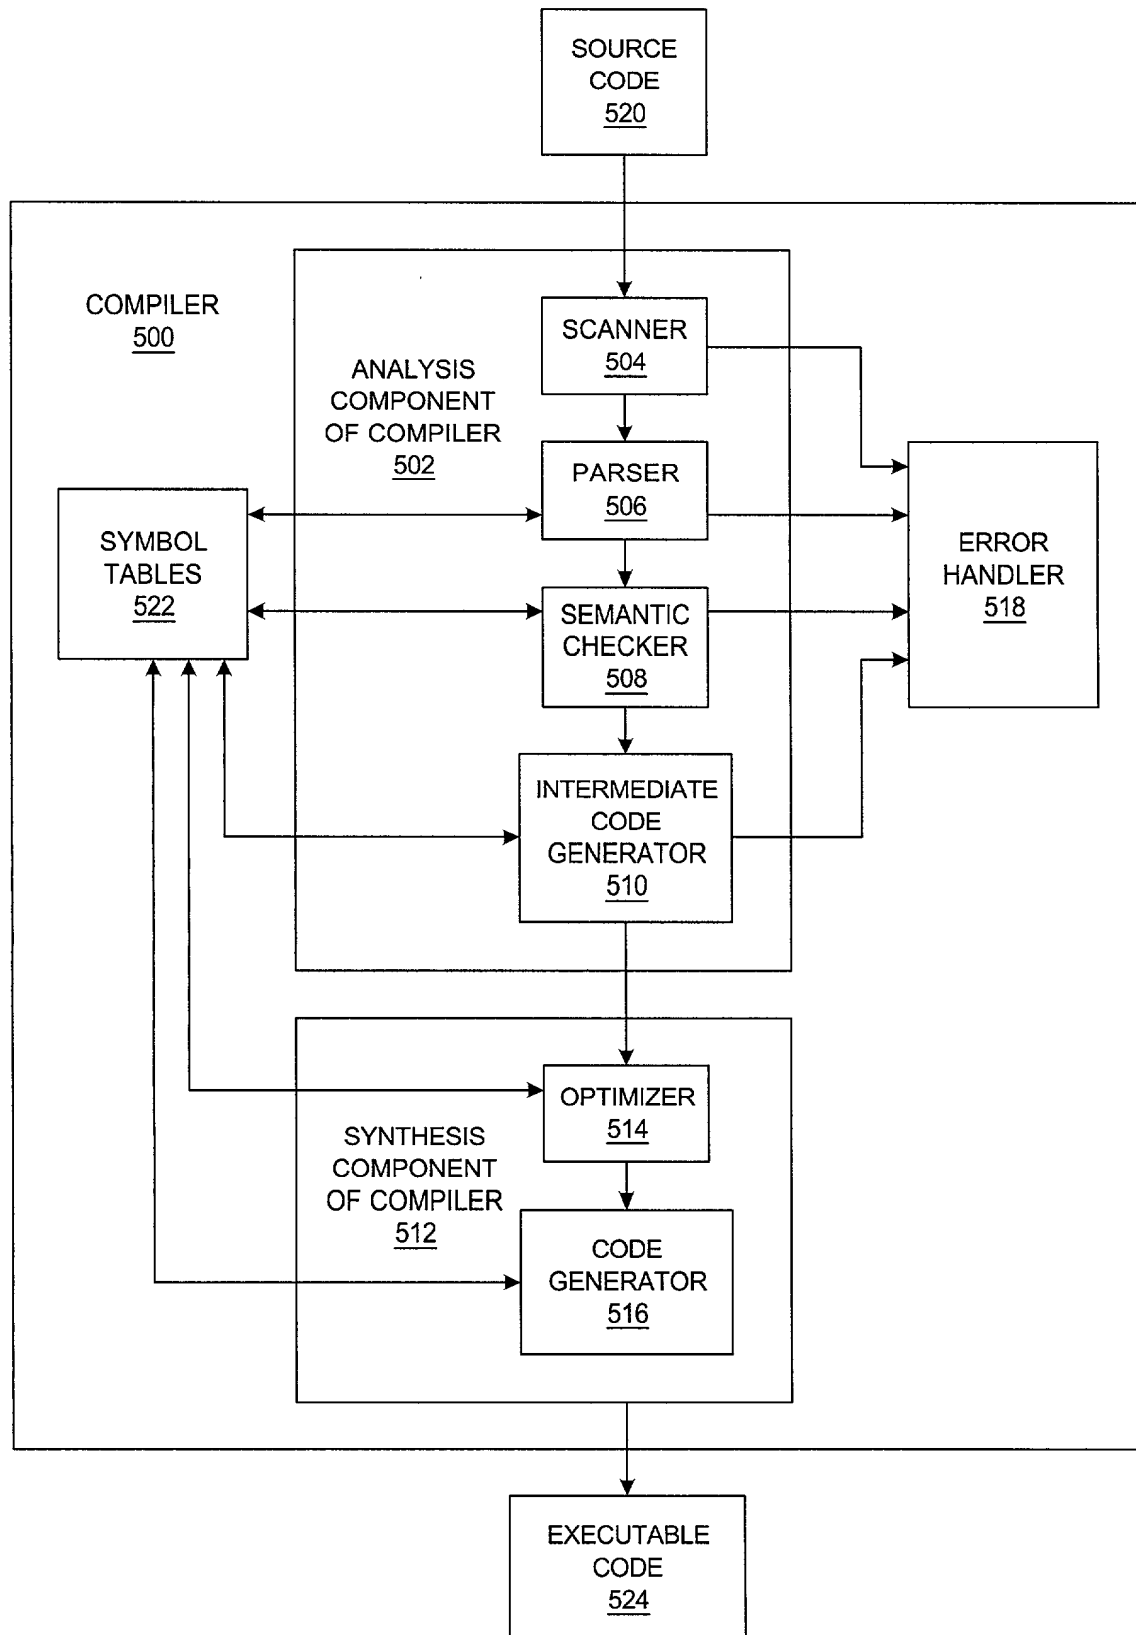 SOURCE
CODE
520
COMPILER
500
SCANNER
504
ANALYSIS
COMPONENT
OF COMPILER
502
PARSER
506
SYMBOL
TABLES
522
ERROR
HANDLER
518
SEMANTIC
CHECKER
508
INTERMEDIATE
CODE
GENERATOR
510
OPTIMIZER
514
SYNTHESIS
COMPONENT
OF COMPILER
512
CODE
GENERATOR
516
EXECUTABLE
CODE
524